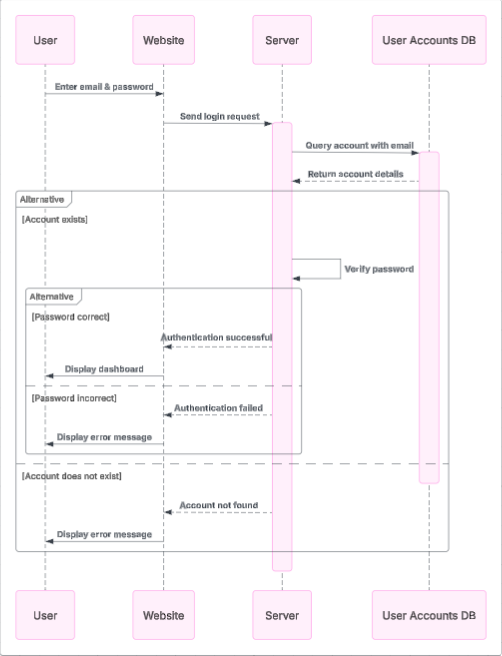 User
Website
Server
User Accounts DB
Enter email & password
Send login request
Query account with email
Return account details
Alternative
[Account exists]
Verify password
Alternative
[Password correct]
Authentication successful
Display dashboard
[Password incorrect]
Authentication failed
Display error message
[Account does not exist]
Account not found
Display error message
User
Website
Server
User Accounts DB